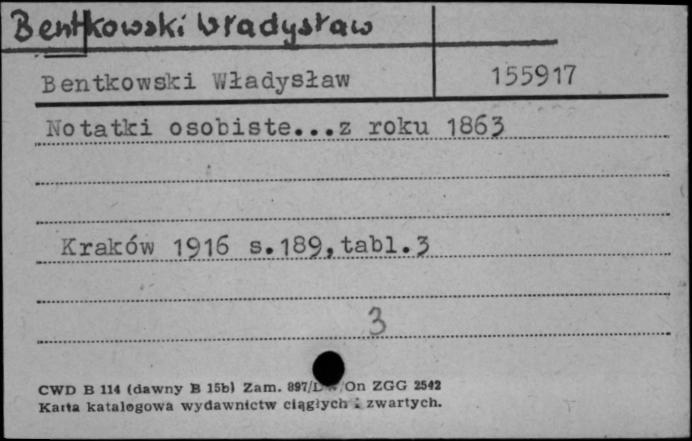 Bentkowski Władysław
Bentkowski Władysław 155917
Notatki osobiste...z roku 1863
Kraków 1916 s.189,tabl.3
3
CWD B 114 (dawny B 15b) Zam. 897/ On ZGG 2542
Karta katalogowa wydawnictw ciągłych i zwartych.